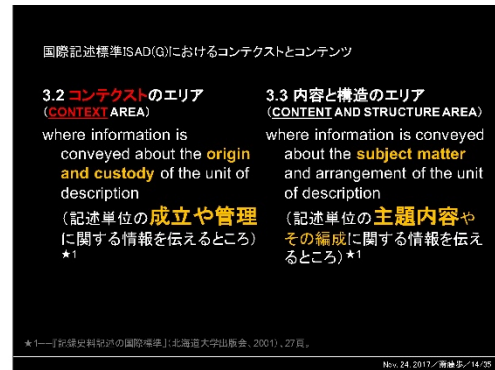 国際記述標準ISAD(G)におけるコンテクストとコンテンツ
3.2 コンテクストのエリア
(CONTEXT AREA)
where information is
conveyed about the origin
and custody of the unit of
description
(記述単位の成立や管理
に関する情報を伝えるところ)
★1
3.3 内容と構造のエリア
(CONTENT AND STRUCTURE AREA)
where information is conveyed
about the subject matter
and arrangement of the unit
of description
(記述単位の主題内容や
その編成に関する情報を伝え
るところ)★1
★1──『記録史料記述の国際標準』(北海道大学出版会、2001)、27頁。
Nov. 24. 2017／齋藤歩／14/35